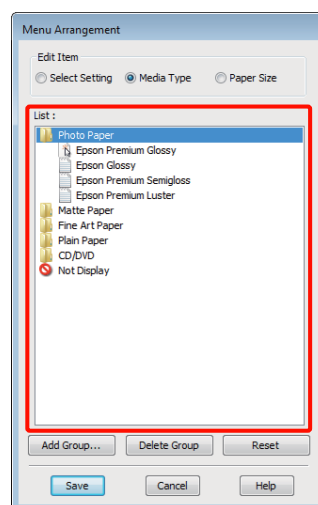 Menu Arrangement
Edit Item
Select Setting Media Type Paper Size
List :
Photo Paper
Epson Premium Glossy
Epson Glossy
Epson Premium Semigloss
Epson Premium Luster
Matte Paper
Fine Art Paper
Plain Paper
CD/DVD
Not Display
Add Group... Delete Group Reset
Save Cancel Help